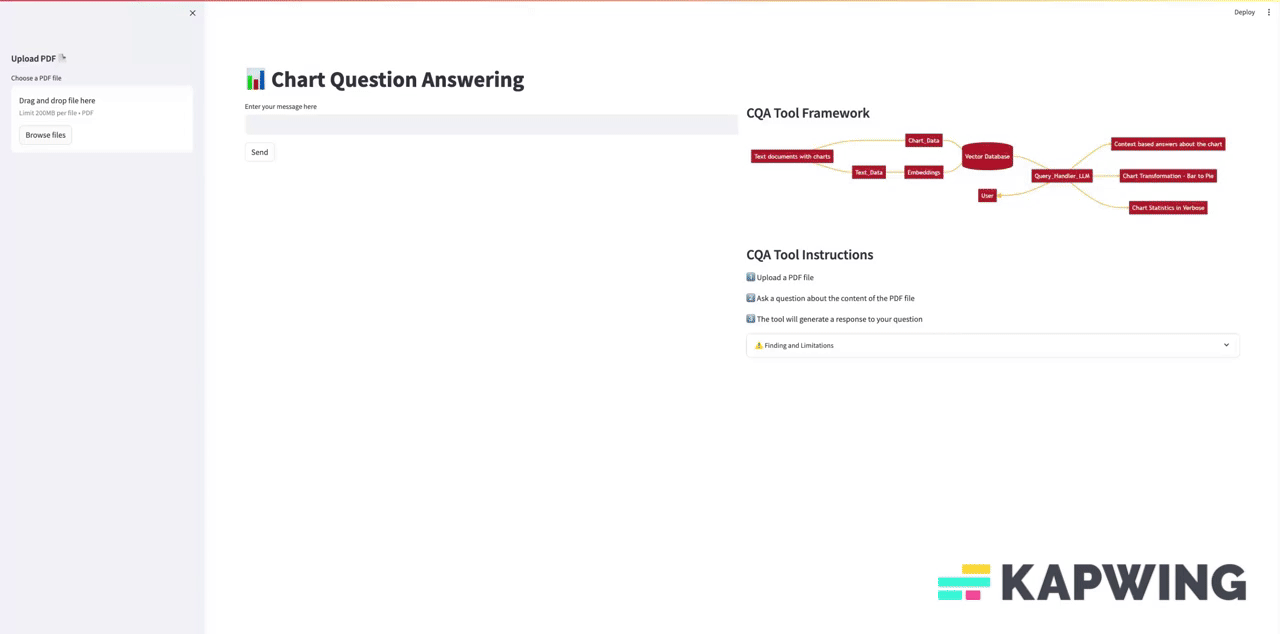 Deploy
Upload PDF
Choose a PDF file
Drag and drop file here
Limit 200MB per file • PDF
Browse files
Chart Question Answering
Enter your message here
Send
CQA Tool Framework
Text documents with charts
Chart_Data
Text_Data
Embeddings
Vector Database
User
Query_Handler_LLM
Context based answers about the chart
Chart Transformation - Bar to Pie
Chart Statistics in Verbose
CQA Tool Instructions
1 Upload a PDF file
2 Ask a question about the content of the PDF file
3 The tool will generate a response to your question
Finding and Limitations
KAPWING